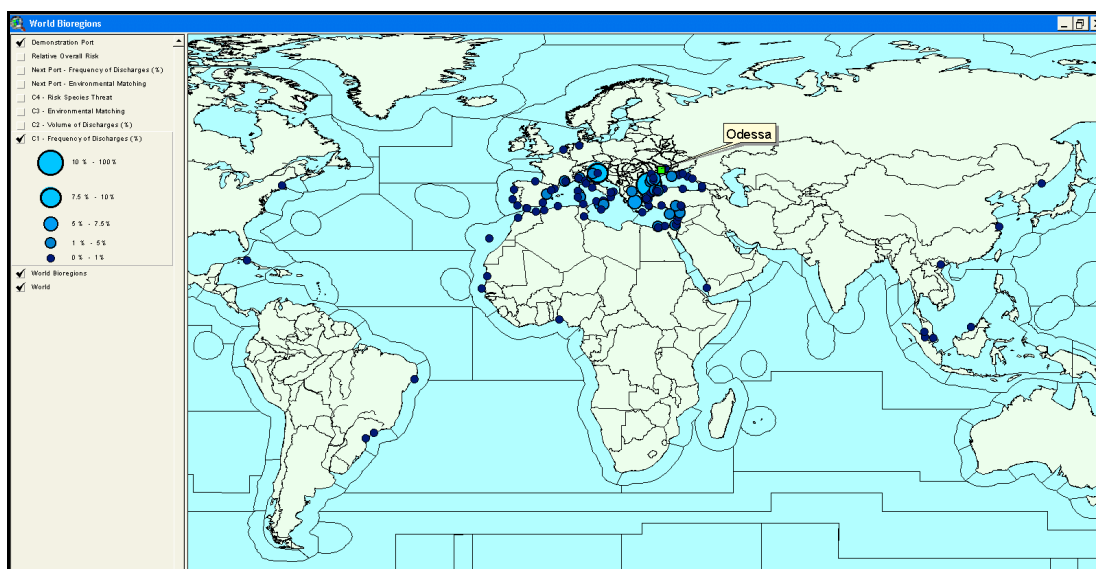 World Bioregions
Demonstration Port
Relative Overall Risk
Next Port - Frequency of Discharges (%)
Next Port - Environmental Matching
C4 - Risk Species Threat
C3 - Environmental Matching
C2 - Volume of Discharges (%)
C1 - Frequency of Discharges (%)
10 % - 100%
7.5 % - 10%
5 % - 7.5%
1 % - 5%
0 % - 1%
World Bioregions
World
Odessa